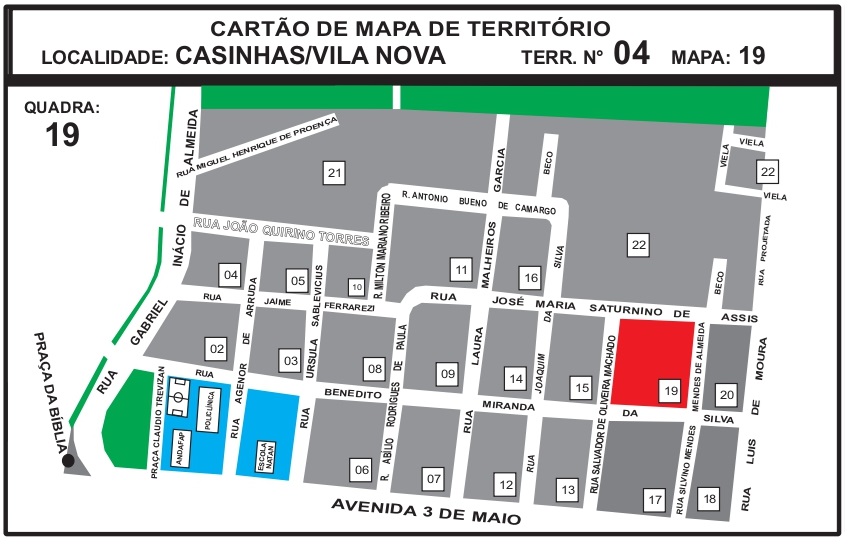 CARTÃO DE MAPA DE TERRITÓRIO
LOCALIDADE: CASINHAS/VILA NOVA TERR. N° 04 MAPA: 19
QUADRA:
19
RUA MIGUEL HENRIQUE DE PROENÇA
RUA GABRIEL INÁCIO DE ALMEIDA
21
GARCIA
BECO
VIELA
VIELA
22
VIELA
R. ANTONIO BUENO DE CAMARGO
RUA JOÃO QUIRINO TORRES
R. MILTON MARIANO RIBEIRO
22
RUA PROJETADA
04
05
10
11
MALHEIROS
16
SILVA
BECO
RUA JAIME FERRAREZI
RUA JOSÉ MARIA SATURNINO DE ASSIS
RUA AGENOR DE ARRUDA
RUA URSULA SABLEVICIUS
02
03
08
09
LAURA
14
JOAQUIM DA
15
19
MENDES DE ALMEIDA
20
PRAÇA DA BÍBLIA
RUA BENEDITO MIRANDA DA SILVA
PRAÇA CLAUDIO TREVIZAN
POLICLÍNICA
ANDAFAP
ESCOLA NATAN
R. ABÍLIO RODRIGUES DE PAULA
RUA
RUA
RUA SALVADOR DE OLIVEIRA MACHADO
RUA SILVINO MENDES
RUA LUIS DE MOURA
06
07
12
13
17
18
AVENIDA 3 DE MAIO